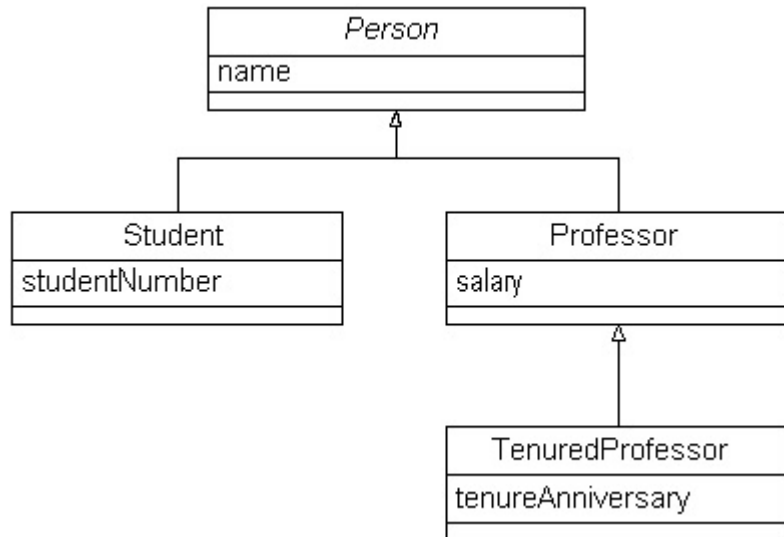 Person
name
Student
studentNumber
Professor
salary
TenuredProfessor
tenureAnniversary